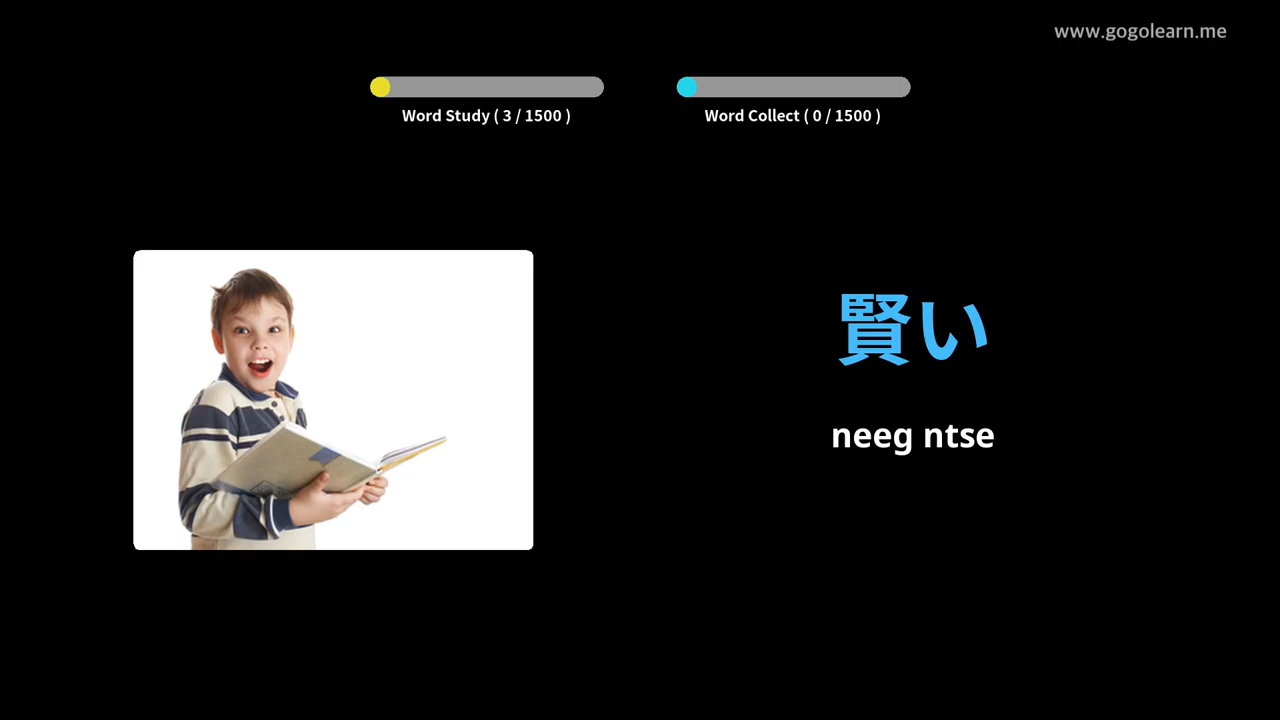 www.gogolearn.me
Word Study ( 3 / 1500 )
Word Collect ( 0 / 1500 )
賢い
neeg ntse